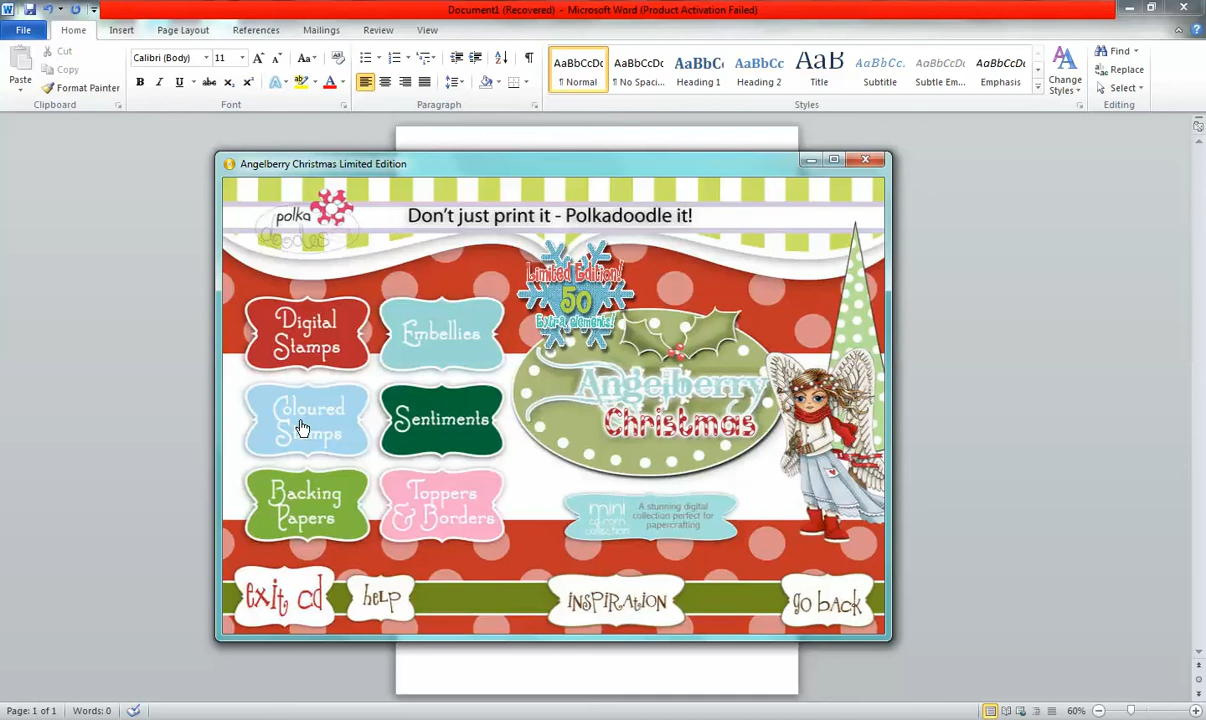 Document1 (Recovered) - Microsoft Word (Product Activation Failed)
File Home Insert Page Layout References Mailings Review View
Paste
Cut
Copy
Format Painter
Clipboard
Calibri (Body) 11
Font
Paragraph
AaBbCcDc AaBbCcDc AaBbCc AaBbCc AaB AaBbCc. AaBbCcDc AaBbCcDc
¶ Normal ¶ No Spaci... Heading 1 Heading 2 Title Subtitle Subtle Em... Emphasis
Change Styles
Styles
Find
Replace
Select
Editing
Angelberry Christmas Limited Edition
polka
doodles
Don't just print it - Polkadoodle it!
Limited Edition!
50
Extra elements!
Digital
Stamps
Embellies
Coloured
Stamps
Sentiments
Backing
Papers
Toppers
& Borders
Angelberry
Christmas
mini
cd-rom
collection
A stunning digital
collection perfect for
papercrafting
exit cd
help
INSPIRATION
go back
Page: 1 of 1 Words: 0
60%